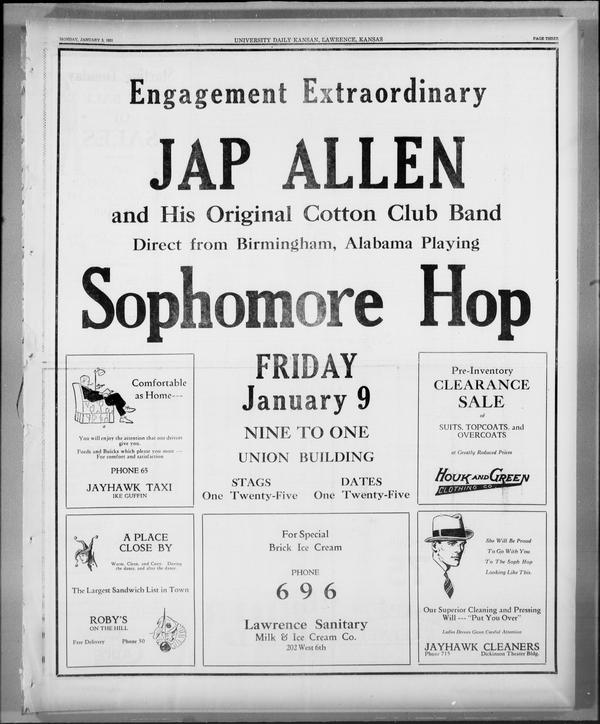 MONDAY, JANUARY 5, 1931
UNIVERSITY DAILY KANSAN, LAWRENCE, KANSAS
PAGE THREE
Engagement Extraordinary
JAP ALLEN
and His Original Cotton Club Band
Direct from Birmingham, Alabama Playing
Sophomore Hop
FRIDAY
January 9
NINE TO ONE
UNION BUILDING
STAGS DATES
One Twenty-Five One Twenty-Five
Comfortable
as Home---
You will enjoy the attention that our drivers
give you.
Fords and Buicks which please you more —
For comfort and satisfaction
PHONE 65
JAYHAWK TAXI
IKE GUFFIN
Pre-Inventory
CLEARANCE
SALE
of
SUITS, TOPCOATS, and
OVERCOATS
at Greatly Reduced Prices
HOUK AND GREEN
CLOTHING CO.
A PLACE
CLOSE BY
Warm, Clean, and Cozy. During
the dance, and after the dance.
The Largest Sandwich List in Town
ROBY'S
ON THE HILL
Free Delivery Phone 50
For Special
Brick Ice Cream
PHONE
6 9 6
Lawrence Sanitary
Milk & Ice Cream Co.
202 West 6th
She Will Be Proud
To Go With You
To The Soph Hop
Looking Like This.
Our Superior Cleaning and Pressing
Will --- "Put You Over"
Ladies Dresses Given Careful Attention
JAYHAWK CLEANERS
Phone 715 Dickinson Theater Bldg.